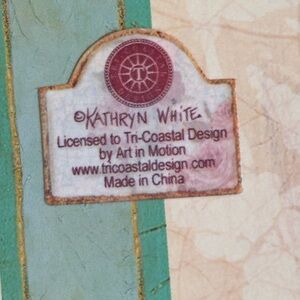 T
©KATHRYN WHITE
Licensed to Tri-Coastal Design
by Art in Motion
www.tricoastaldesign.com
Made in China